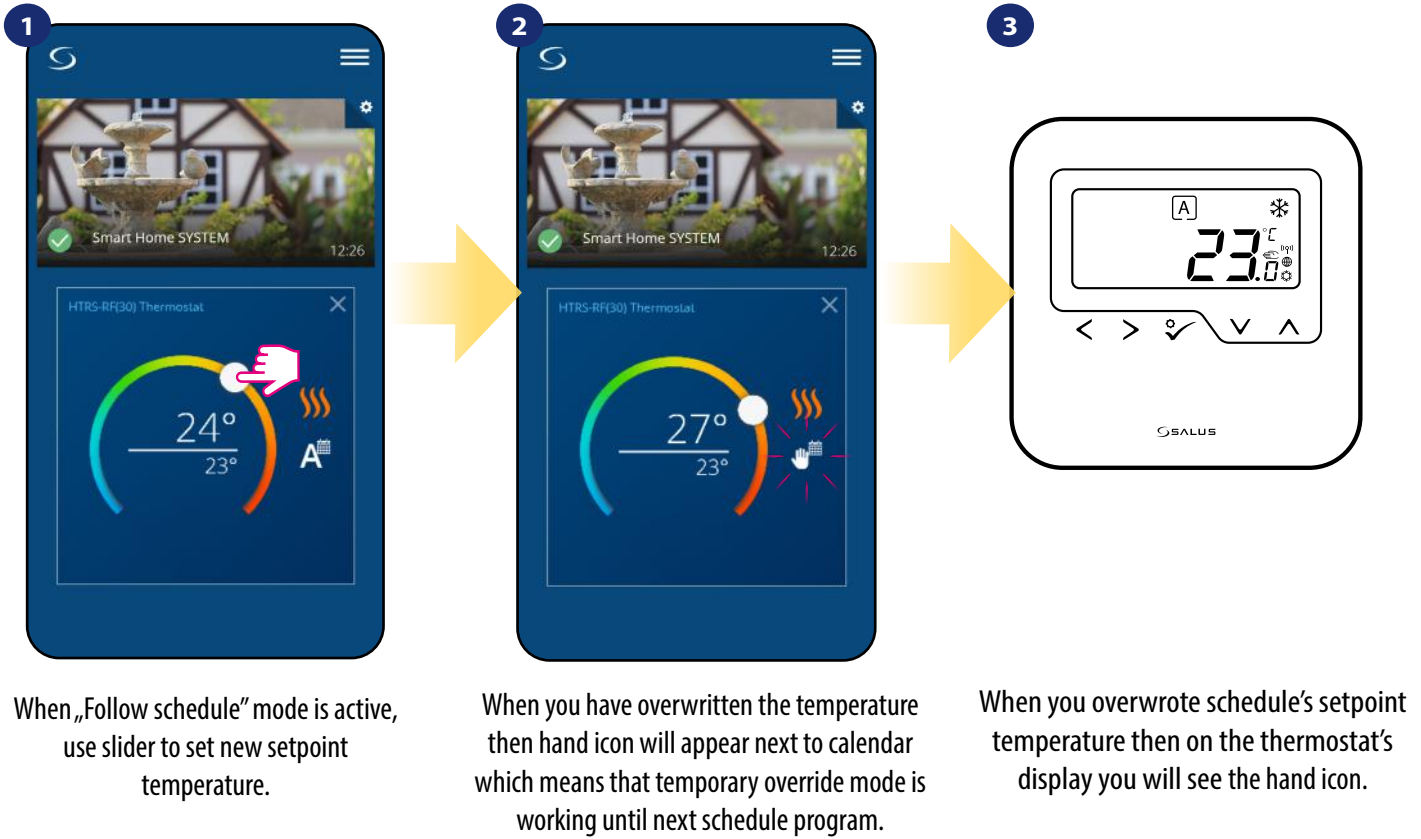 1
Smart Home SYSTEM
12:26
HTRS-RF(30) Thermostat
24°
23°
A
When „Follow schedule” mode is active,
use slider to set new setpoint
temperature.
2
Smart Home SYSTEM
12:26
HTRS-RF(30) Thermostat
27°
23°
When you have overwritten the temperature
then hand icon will appear next to calendar
which means that temporary override mode is
working until next schedule program.
3
A
23.0 °C
SALUS
When you overwrote schedule's setpoint
temperature then on the thermostat's
display you will see the hand icon.